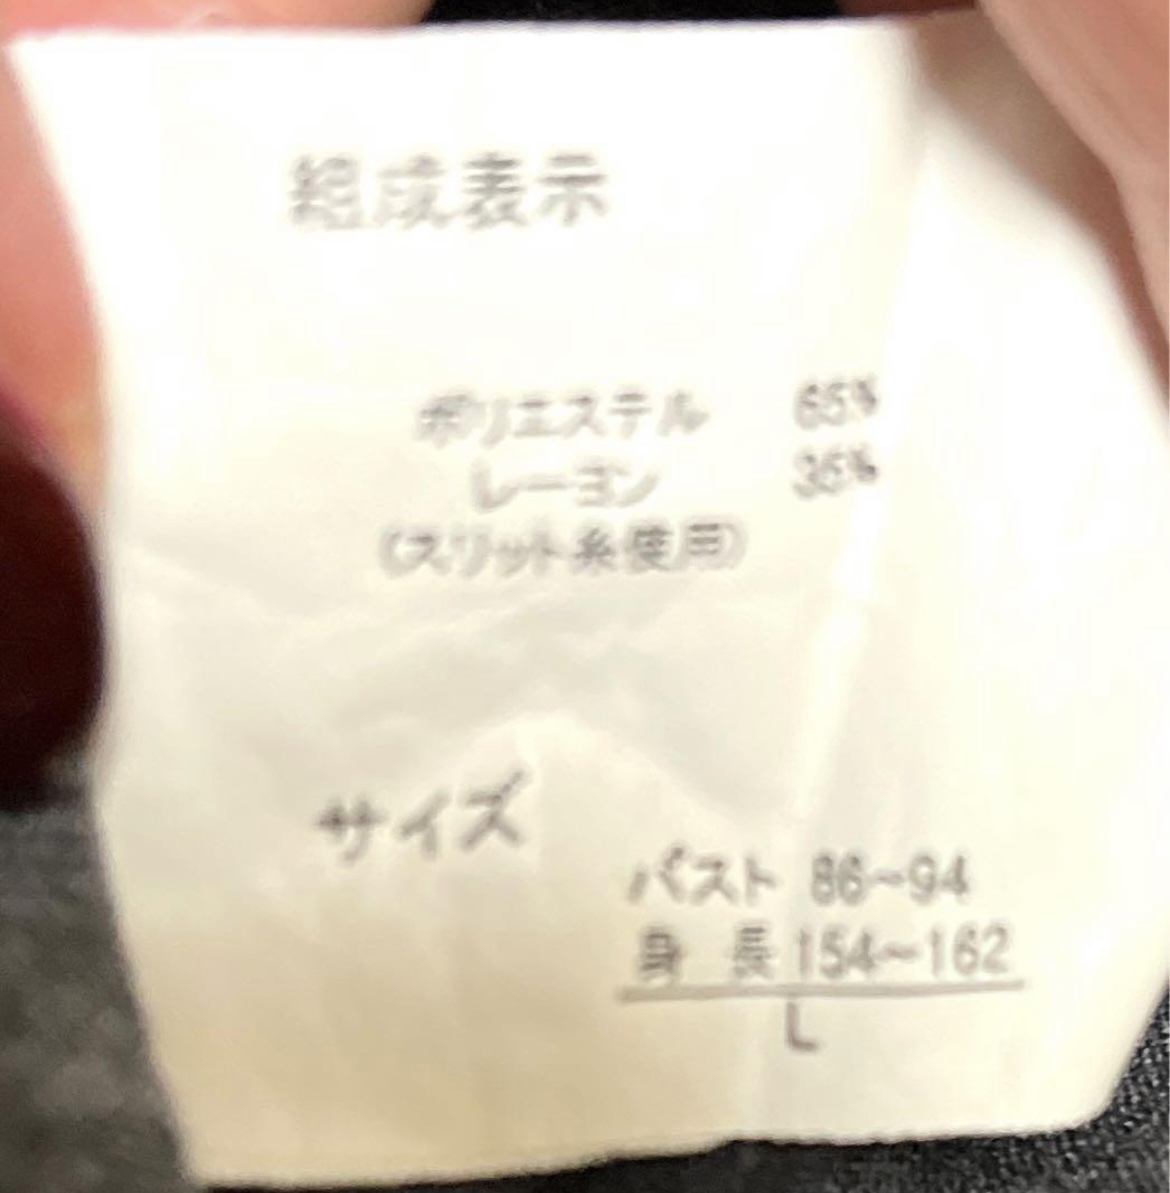 組成表示
ポリエステル 65%
レーヨン 35%
(スリット糸使用)
サイズ
バスト 86~94
身 長 154~162
L